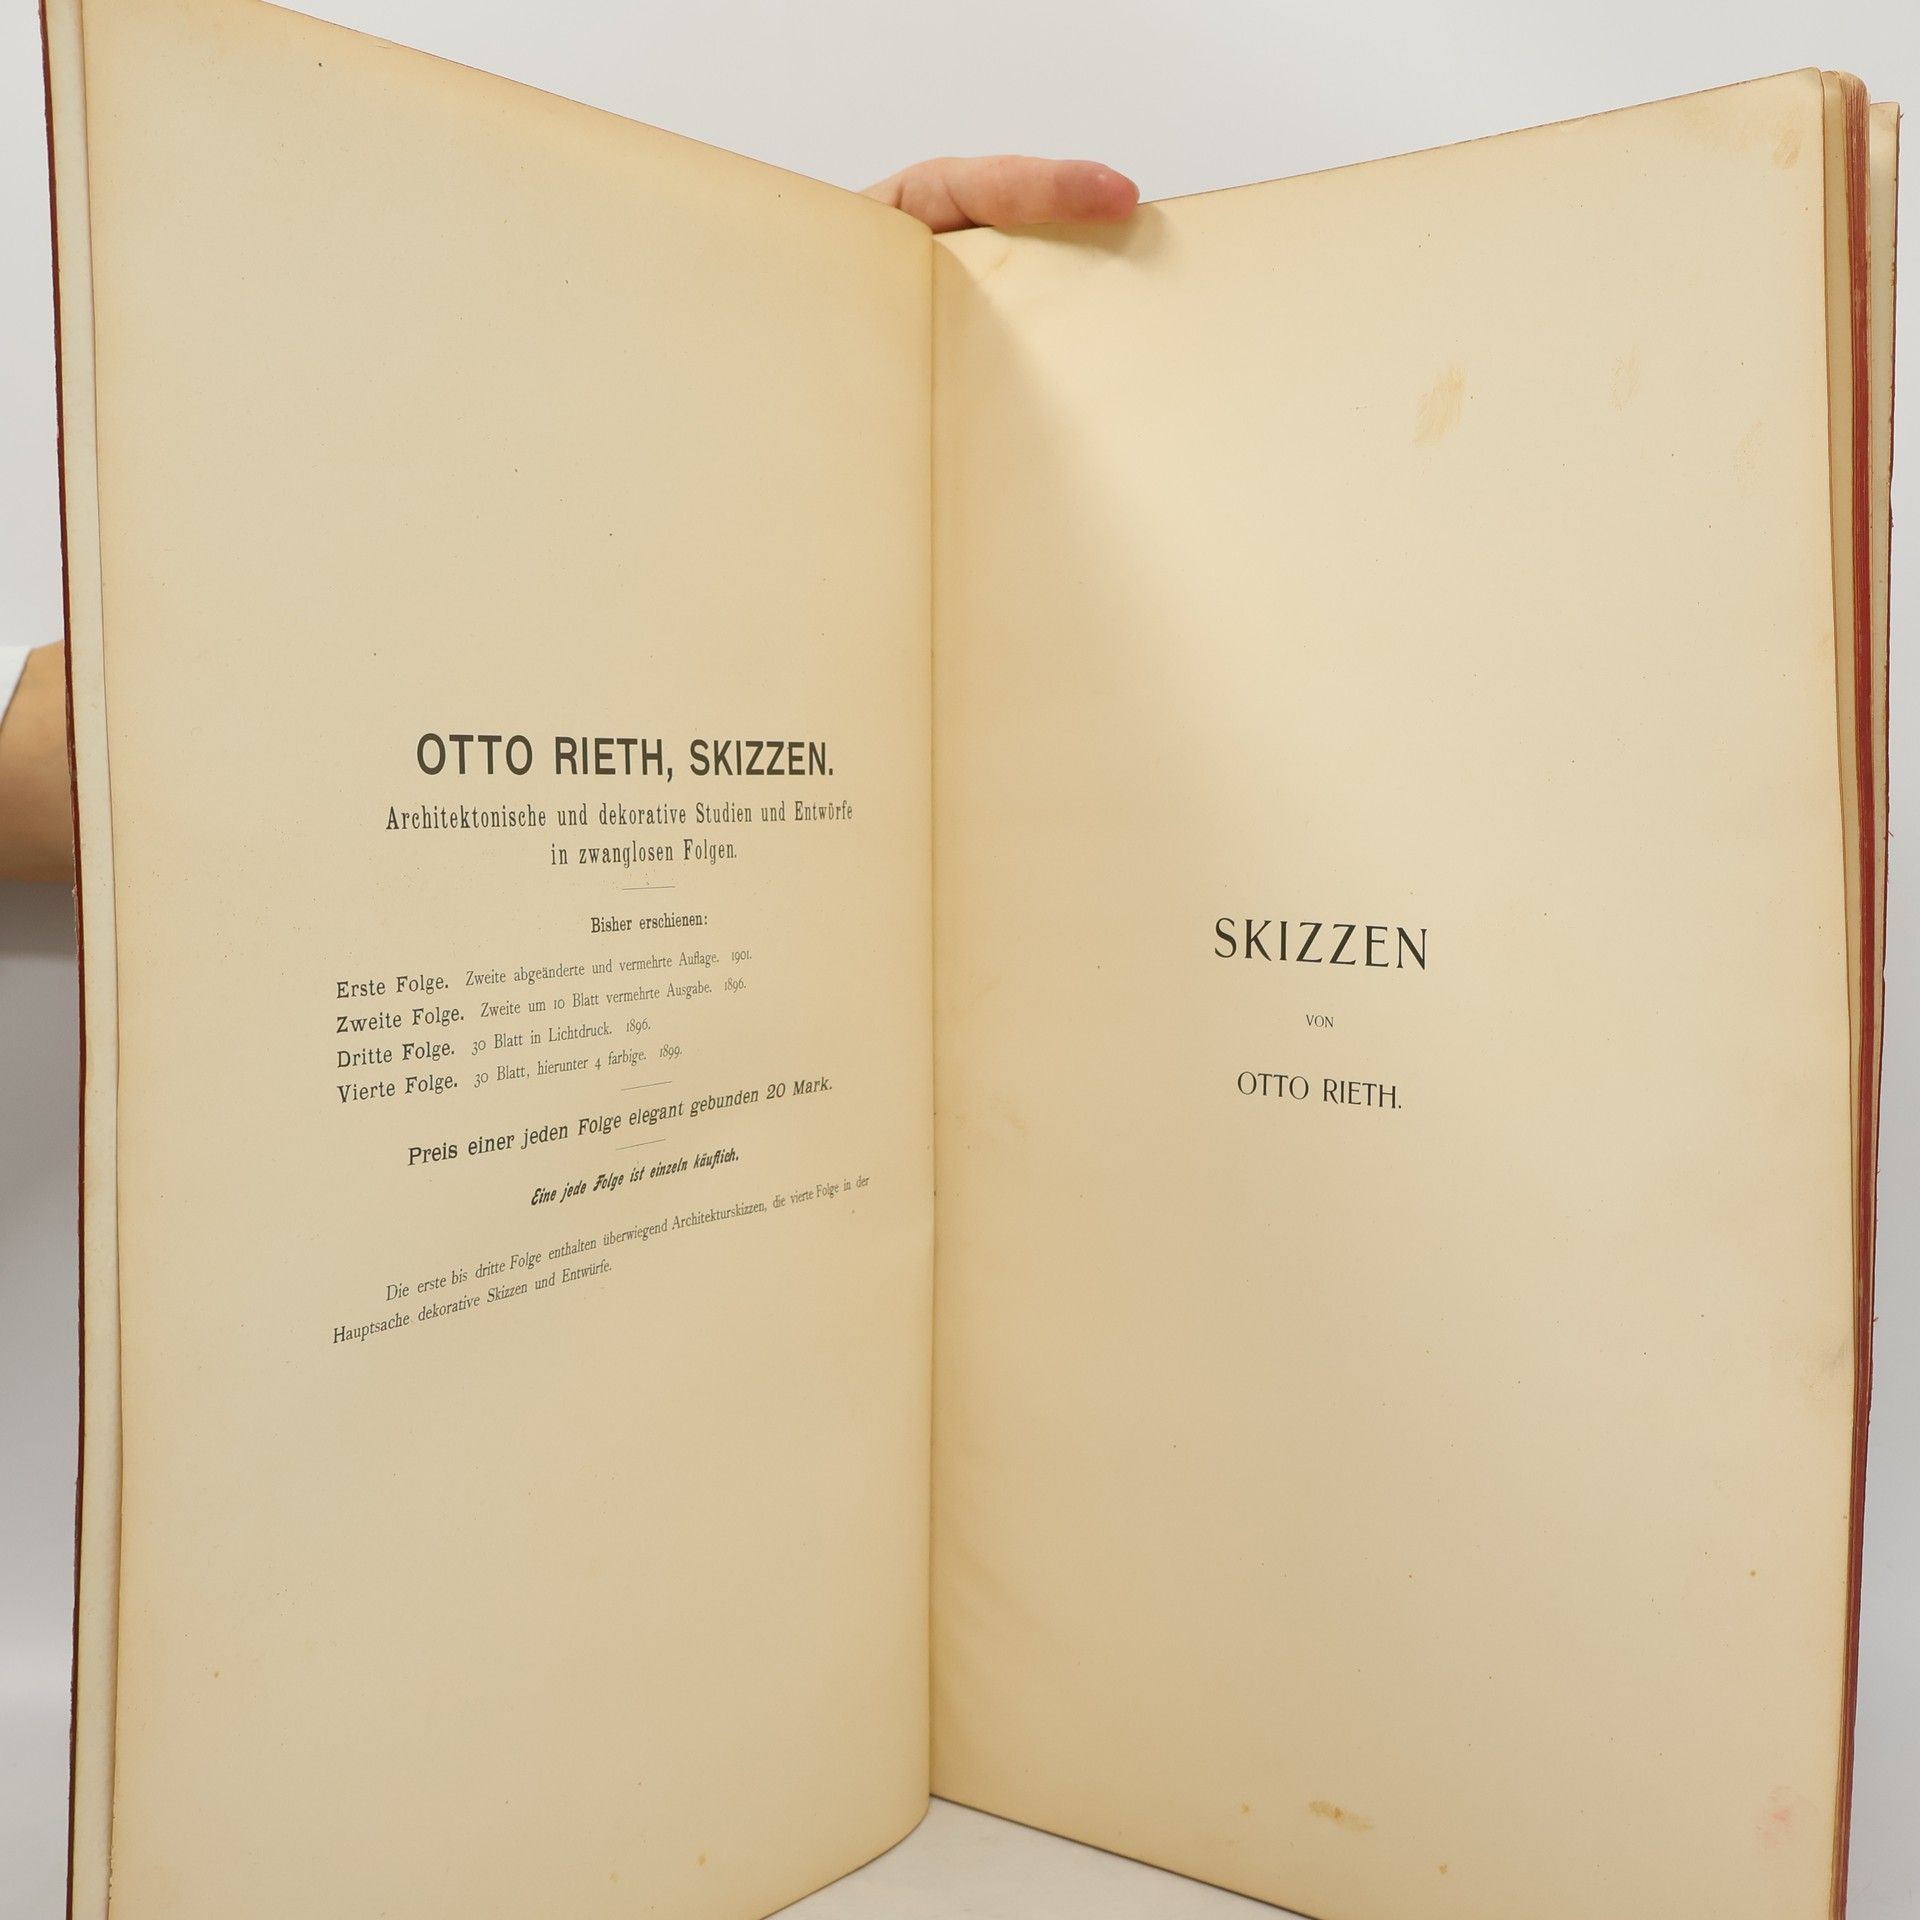 OTTO RIETH, SKIZZEN.
Architektonische und dekorative Studien und Entwürfe
in zwanglosen Folgen.
Bisher erschienen:
Erste Folge. Zweite abgeänderte und vermehrte Auflage. 1901.
Zweite Folge. Zweite um 10 Blatt vermehrte Ausgabe. 1896.
Dritte Folge. 30 Blatt in Lichtdruck. 1896.
Vierte Folge. 30 Blatt, hierunter 4 farbige. 1899.
Preis einer jeden Folge elegant gebunden 20 Mark.
Eine jede Folge ist einzeln käuflich.
Die erste bis dritte Folge enthalten überwiegend Architekturskizzen, die vierte Folge in der
Hauptsache dekorative Skizzen und Entwürfe.
SKIZZEN
VON
OTTO RIETH.